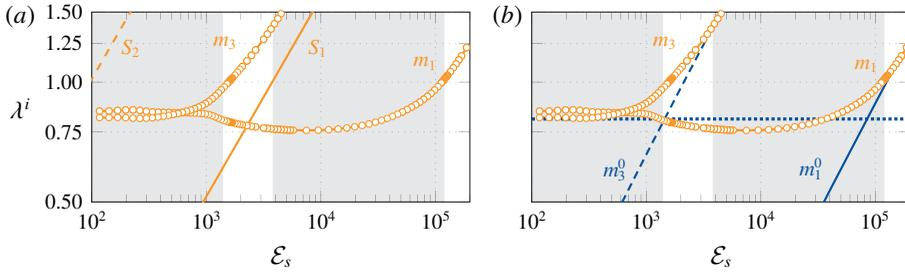 (a)
1.50
1.25
1.00
0.75
0.50
λ^i
S_2
m_3
S_1
m_1
10^2
10^3
10^4
10^5
ℰ_s
(b)
m_3
m_1
m_3^0
m_1^0
10^2
10^3
10^4
10^5
ℰ_s